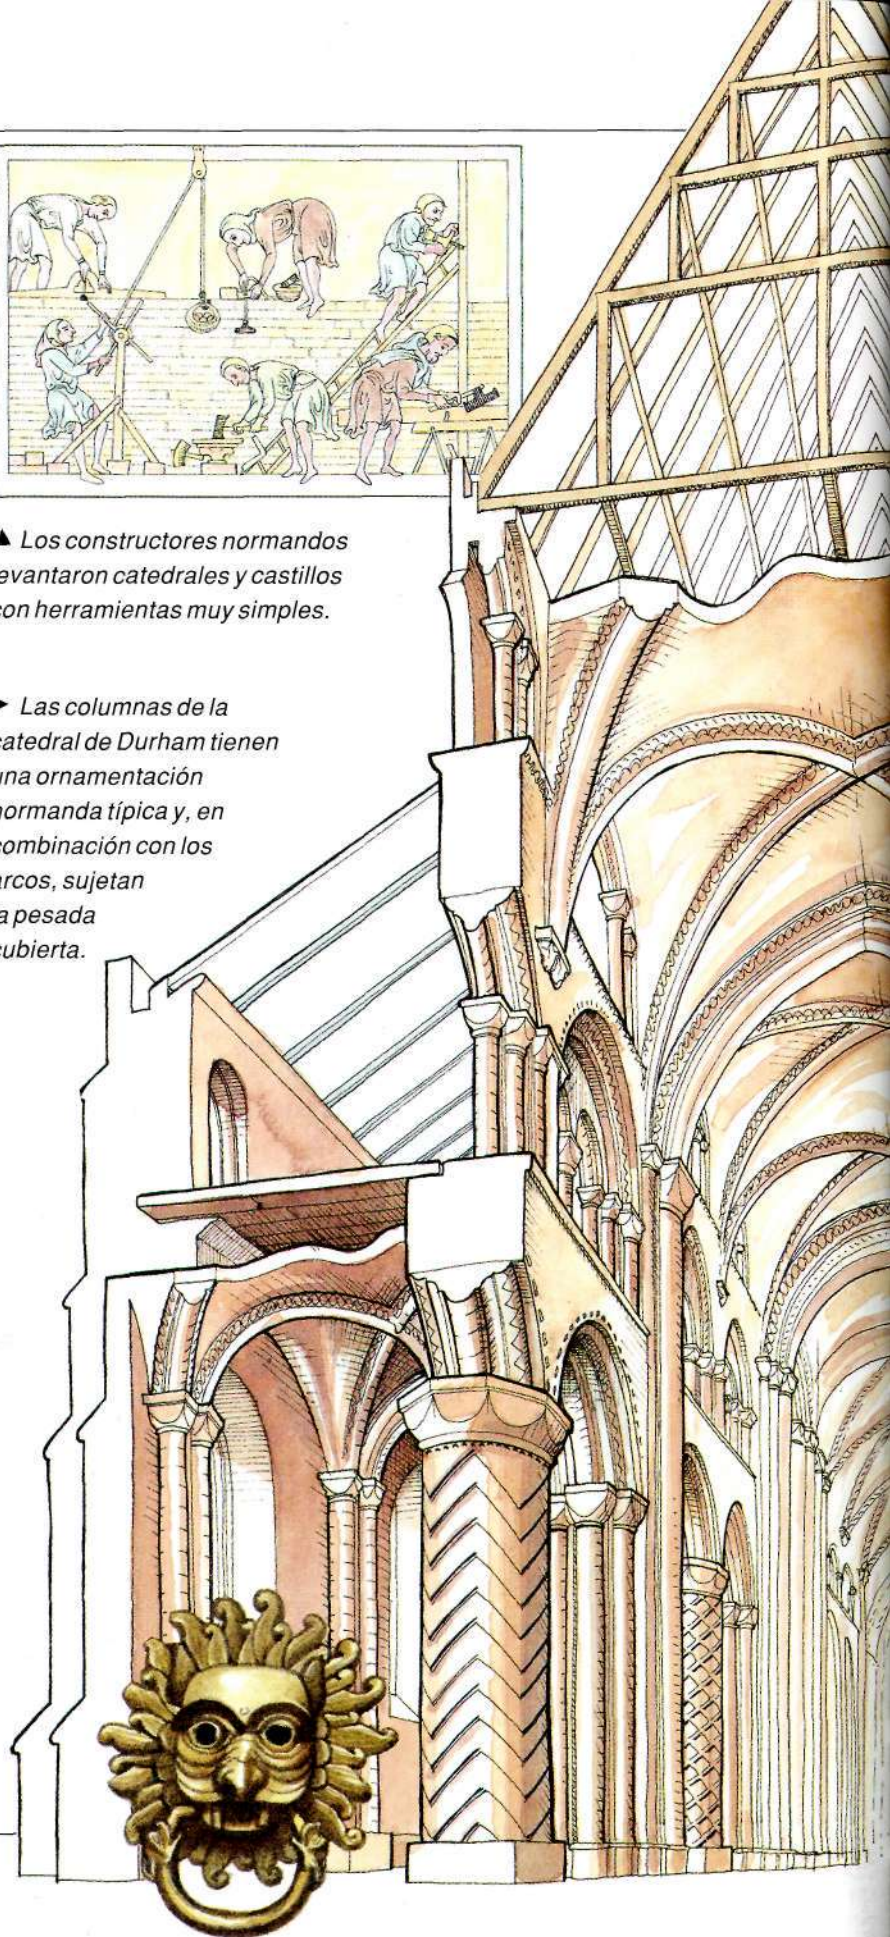 Los constructores normandos
evantaron catedrales y castillos
con herramientas muy simples.
Las columnas de la
catedral de Durham tienen
una ornamentación
normanda típica y, en
combinación con los
arcos, sujetan
la pesada
cubierta.